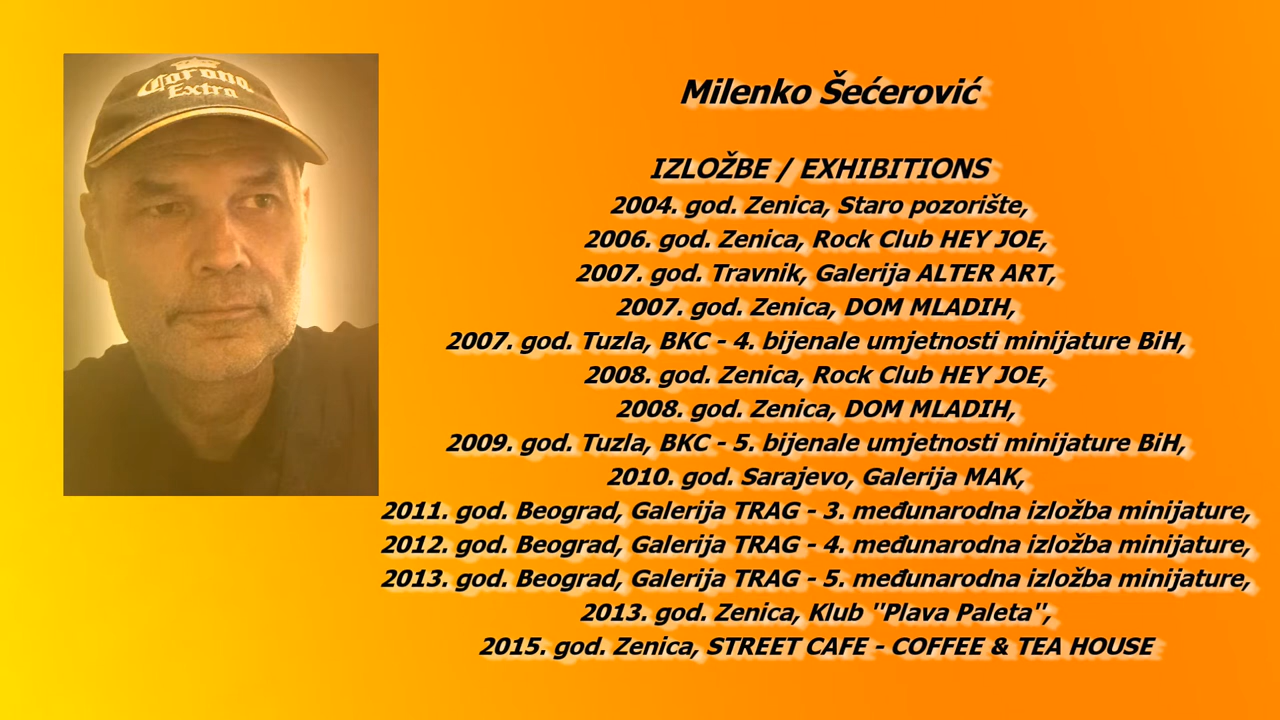 Corona
Extra
Milenko Šećerović
IZLOŽBE / EXHIBITIONS
2004. god. Zenica, Staro pozorište,
2006. god. Zenica, Rock Club HEY JOE,
2007. god. Travnik, Galerija ALTER ART,
2007. god. Zenica, DOM MLADIH,
2007. god. Tuzla, BKC - 4. bijenale umjetnosti minijature BiH,
2008. god. Zenica, Rock Club HEY JOE,
2008. god. Zenica, DOM MLADIH,
2009. god. Tuzla, BKC - 5. bijenale umjetnosti minijature BiH,
2010. god. Sarajevo, Galerija MAK,
2011. god. Beograd, Galerija TRAG - 3. međunarodna izložba minijature,
2012. god. Beograd, Galerija TRAG - 4. međunarodna izložba minijature,
2013. god. Beograd, Galerija TRAG - 5. međunarodna izložba minijature,
2013. god. Zenica, Klub "Plava Paleta",
2015. god. Zenica, STREET CAFE - COFFEE & TEA HOUSE